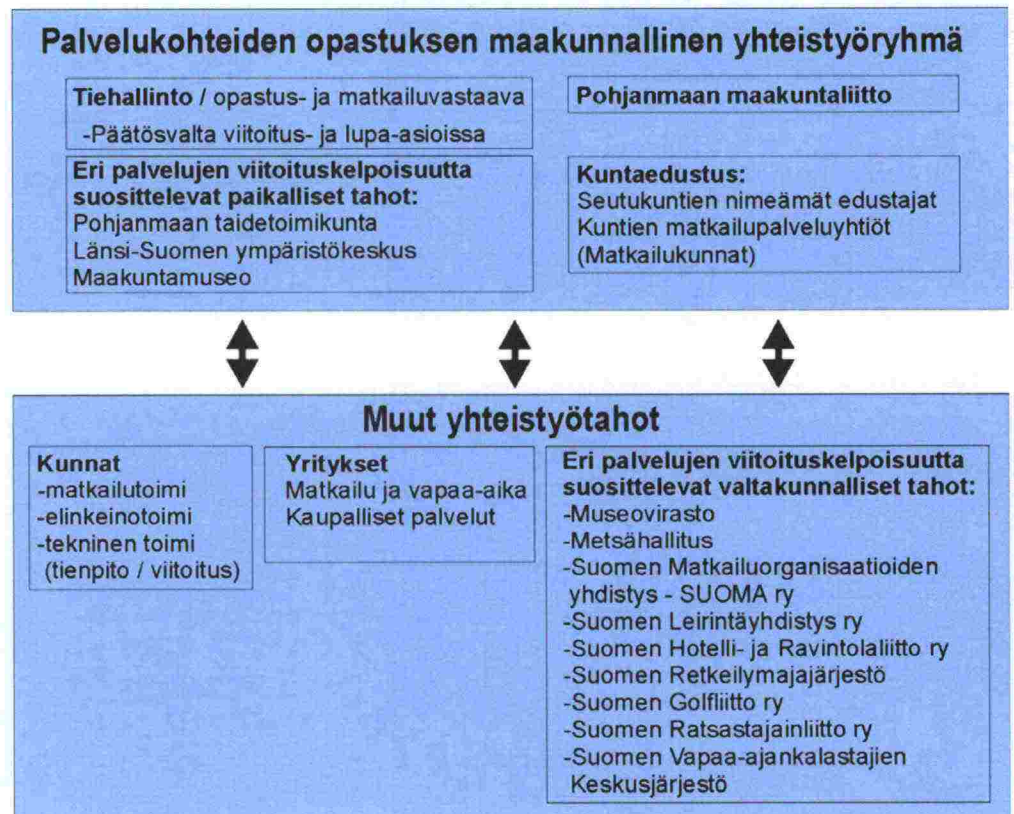 Palvelukohteiden opastuksen maakunnallinen yhteistyöryhmä
Tiehallinto / opastus- ja matkailuvastaava
-Päätösvalta viitoitus- ja lupa-asioissa
Pohjanmaan maakuntaliitto
Eri palvelujen viitoituskelpoisuutta
suosittelevat paikalliset tahot:
Pohjanmaan taidetoimikunta
Länsi-Suomen ympäristökeskus
Maakuntamuseo
Kuntaedustus:
Seutukuntien nimeämät edustajat
Kuntien matkailupalveluyhtiöt
(Matkailukunnat)
Muut yhteistyötahot
Kunnat
-matkailutoimi
-elinkeinotoimi
-tekninen toimi
(tienpito / viitoitus)
Yritykset
Matkailu ja vapaa-aika
Kaupalliset palvelut
Eri palvelujen viitoituskelpoisuutta
suosittelevat valtakunnalliset tahot:
-Museovirasto
-Metsähallitus
-Suomen Matkailuorganisaatioiden
yhdistys - SUOMA ry
-Suomen Leirintäyhdistys ry
-Suomen Hotelli- ja Ravintolaliitto ry
-Suomen Retkeilymajajärjestö
-Suomen Golfliitto ry
-Suomen Ratsastajainliitto ry
-Suomen Vapaa-ajankalastajien
Keskusjärjestö